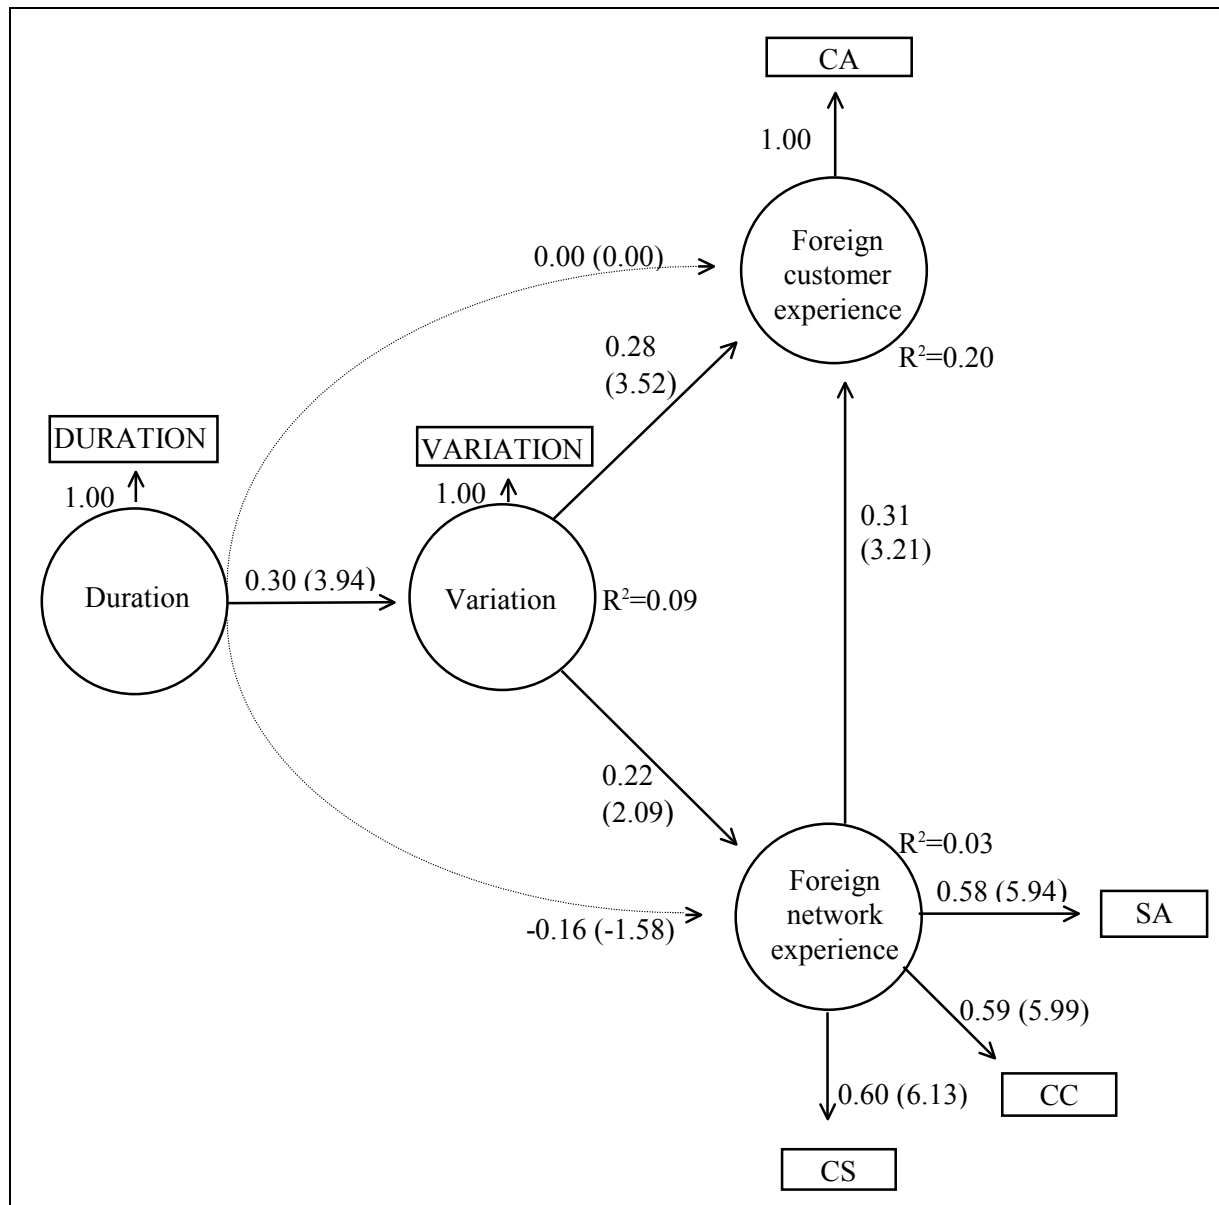 CA
1.00
Foreign
customer
experience
0.00 (0.00)
0.28
(3.52)
R²=0.20
DURATION
VARIATION
1.00
1.00
0.31
(3.21)
Duration
0.30 (3.94)
Variation
R²=0.09
0.22
(2.09)
R²=0.03
Foreign
network
experience
0.58 (5.94)
SA
-0.16 (-1.58)
0.59 (5.99)
0.60 (6.13)
CC
CS